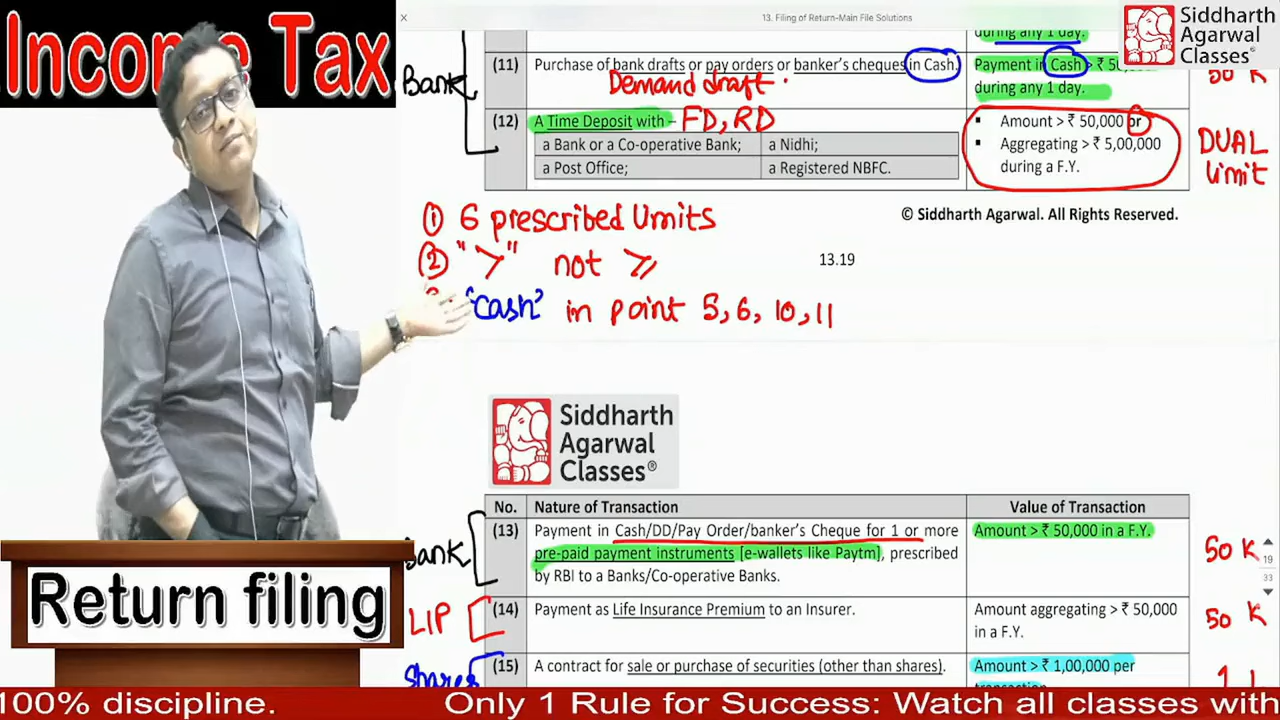 Income Tax
13. Filing of Return-Main File Solutions
Siddharth
Agarwal
Classes®
during any 1 day.
Bank
(11) Purchase of bank drafts or pay orders or banker's cheques in Cash. Payment in Cash > ₹ 50,
during any 1 day.
50 K
Demand draft
(12) A Time Deposit with – FD, RD
a Bank or a Co-operative Bank; a Nidhi;
a Post Office; a Registered NBFC.
▪ Amount > ₹ 50,000 or
▪ Aggregating > ₹ 5,00,000
during a F.Y.
DUAL
limit
① 6 prescribed limits
② ">" not ≥
"Cash" in point 5, 6, 10, 11
© Siddharth Agarwal. All Rights Reserved.
13.19
Siddharth
Agarwal
Classes®
No. Nature of Transaction Value of Transaction
Bank
(13) Payment in Cash/DD/Pay Order/banker's Cheque for 1 or more
pre-paid payment instruments [e-wallets like Paytm], prescribed
by RBI to a Banks/Co-operative Banks.
Amount > ₹ 50,000 in a F.Y.
50 K
19
33
LIP
(14) Payment as Life Insurance Premium to an Insurer. Amount aggregating > ₹ 50,000
in a F.Y.
50 K
Shares
(15) A contract for sale or purchase of securities (other than shares). Amount > ₹ 1,00,000 per
transaction
Return filing
100% discipline. Only 1 Rule for Success: Watch all classes with